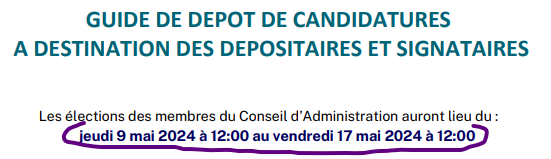 GUIDE DE DEPOT DE CANDIDATURES
A DESTINATION DES DEPOSITAIRES ET SIGNATAIRES
Les élections des membres du Conseil d’Administration auront lieu du :
jeudi 9 mai 2024 à 12:00 au vendredi 17 mai 2024 à 12:00